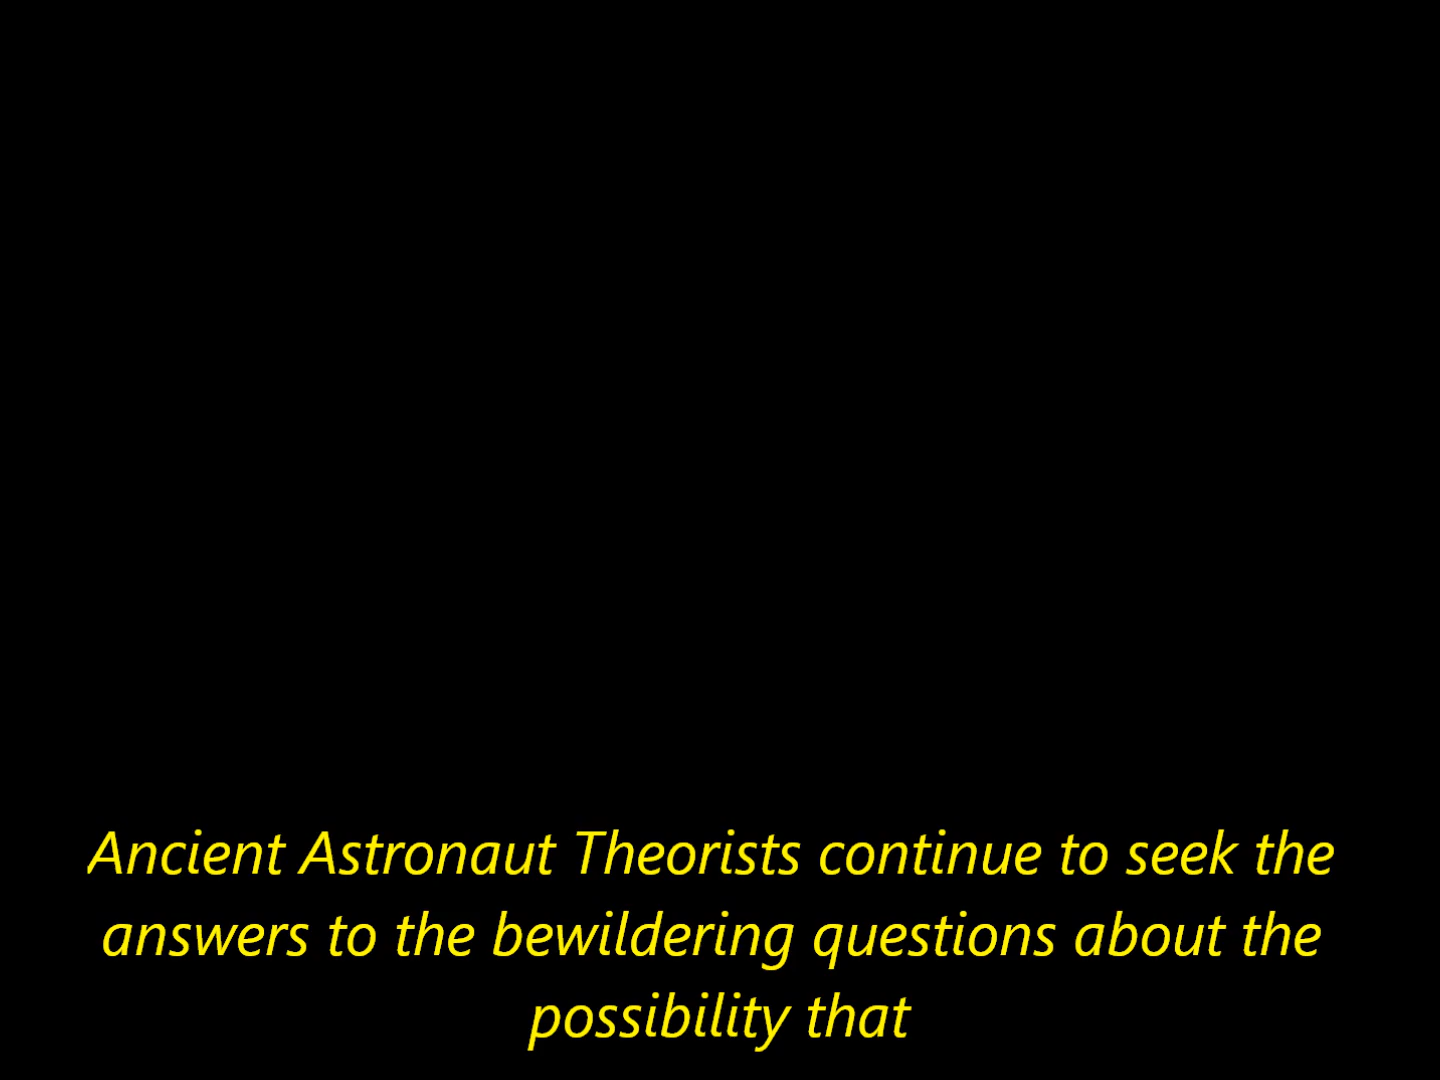 Ancient Astronaut Theorists continue to seek the
answers to the bewildering questions about the
possibility that